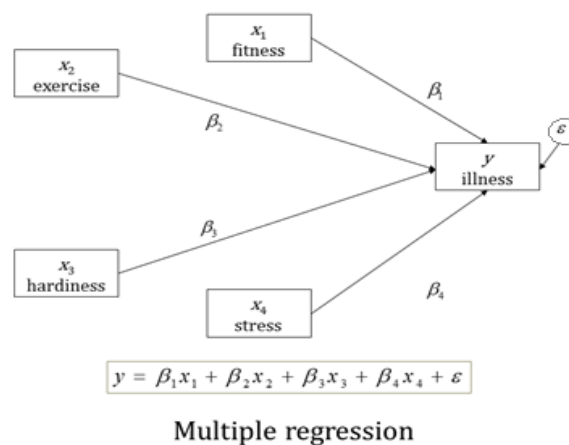 x₁
fitness
x₂
exercise
β₁
β₂
ε
y
illness
β₃
x₃
hardiness
β₄
x₄
stress
y = β₁x₁ + β₂x₂ + β₃x₃ + β₄x₄ + ε
Multiple regression